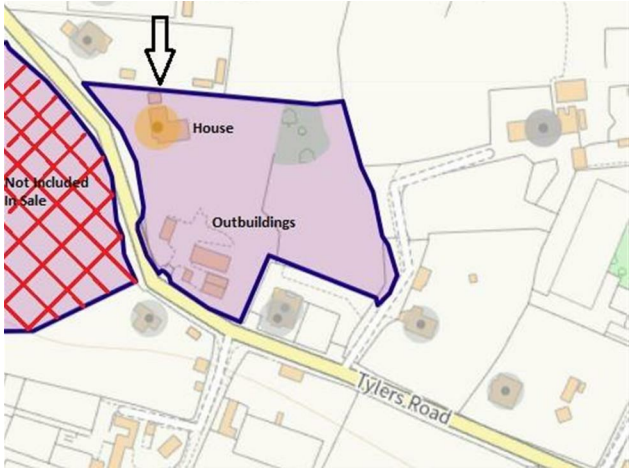 House
Not Included
In Sale
Outbuildings
Tylers Road